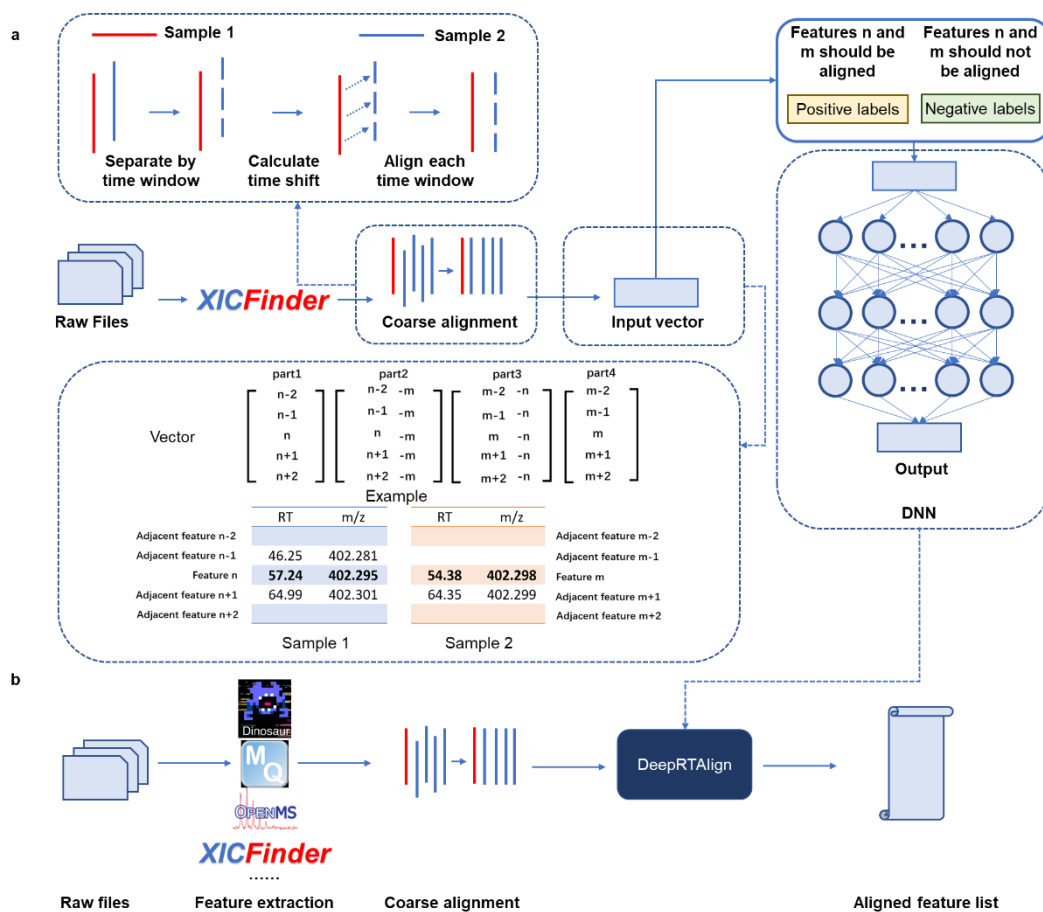 a
Sample 1
Sample 2
Separate by
time window
Calculate
time shift
Align each
time window
Features n and
m should be
aligned
Features n and
m should not
be aligned
Positive labels
Negative labels
Raw Files
XICFinder
Coarse alignment
Input vector
...
...
...
Output
DNN
part1
part2
part3
part4
Vector
n-2
n-1
n
n+1
n+2
n-2 -m
n-1 -m
n -m
n+1 -m
n+2 -m
m-2 -n
m-1 -n
m -n
m+1 -n
m+2 -n
m-2
m-1
m
m+1
m+2
Example
RT m/z RT m/z
Adjacent feature n-2 Adjacent feature m-2
Adjacent feature n-1 46.25 402.281 Adjacent feature m-1
Feature n 57.24 402.295 54.38 402.298 Feature m
Adjacent feature n+1 64.99 402.301 64.35 402.299 Adjacent feature m+1
Adjacent feature n+2 Adjacent feature m+2
Sample 1 Sample 2
b
Dinosaur
M
Q
OPENMS
XICFinder
......
DeepRTAlign
Raw files
Feature extraction
Coarse alignment
Aligned feature list